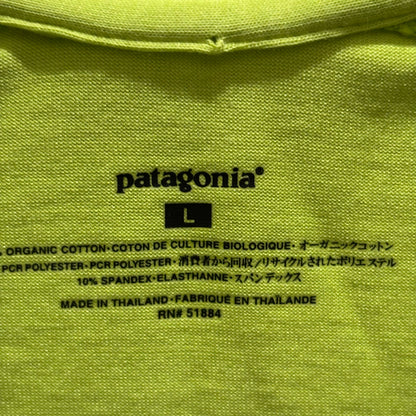 patagonia®
L
ORGANIC COTTON·COTON DE CULTURE BIOLOGIQUE·オーガニックコットン
PCR POLYESTER·PCR POLYESTER·消費者から回収/リサイクルされたポリエステル
10% SPANDEX·ELASTHANNE·スパンデックス
MADE IN THAILAND·FABRIQUÉ EN THAÏLANDE
RN# 51884